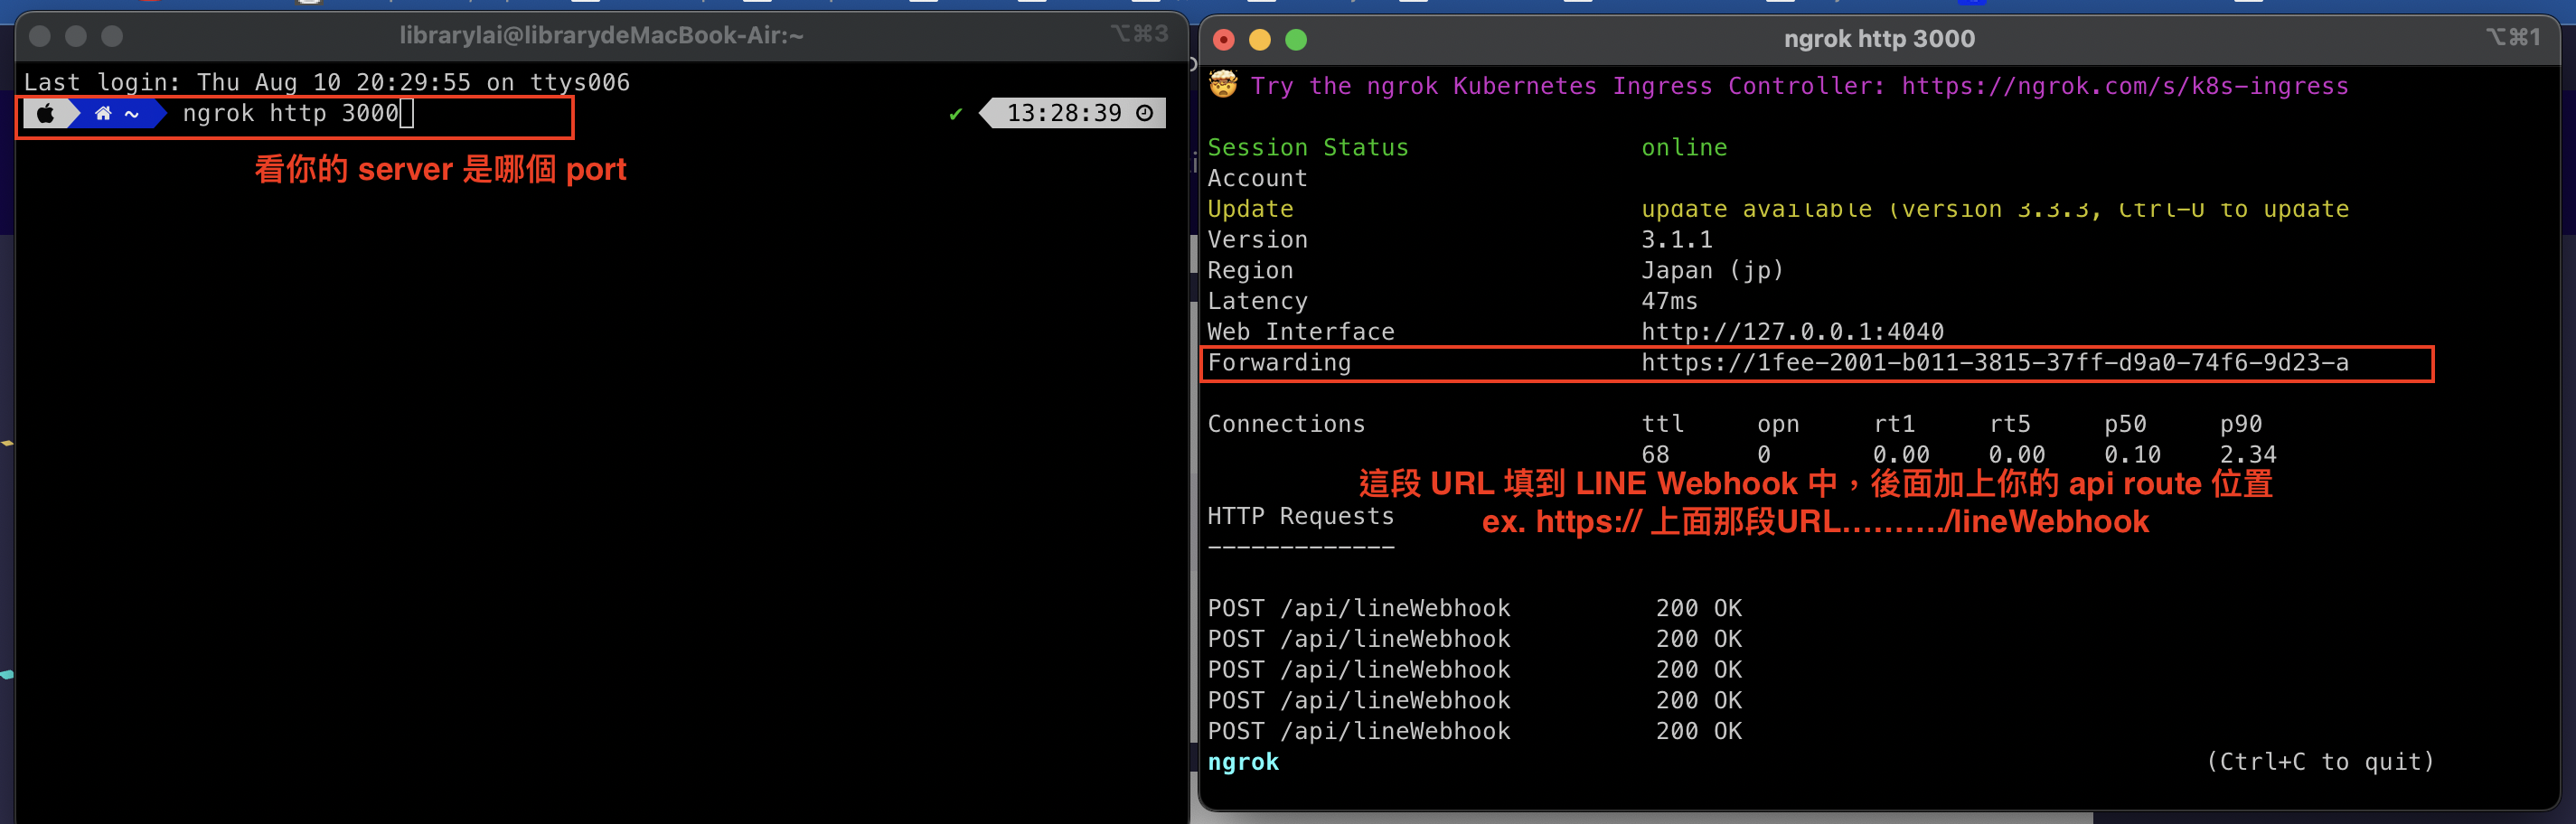 librarylai@librarydeMacBook-Air:~
⌥⌘3
Last login: Thu Aug 10 20:29:55 on ttys006
~ ngrok http 3000
✔ 13:28:39
看你的 server 是哪個 port
ngrok http 3000
⌥⌘1
🤯 Try the ngrok Kubernetes Ingress Controller: https://ngrok.com/s/k8s-ingress
Session Status online
Account
Update update available (version 3.3.3, Ctrl-U to update
Version 3.1.1
Region Japan (jp)
Latency 47ms
Web Interface http://127.0.0.1:4040
Forwarding https://1fee-2001-b011-3815-37ff-d9a0-74f6-9d23-a
Connections ttl opn rt1 rt5 p50 p90
68 0 0.00 0.00 0.10 2.34
這段 URL 填到 LINE Webhook 中，後面加上你的 api route 位置
HTTP Requests
ex. https:// 上面那段URL........../lineWebhook
-------------
POST /api/lineWebhook 200 OK
POST /api/lineWebhook 200 OK
POST /api/lineWebhook 200 OK
POST /api/lineWebhook 200 OK
POST /api/lineWebhook 200 OK
ngrok (Ctrl+C to quit)